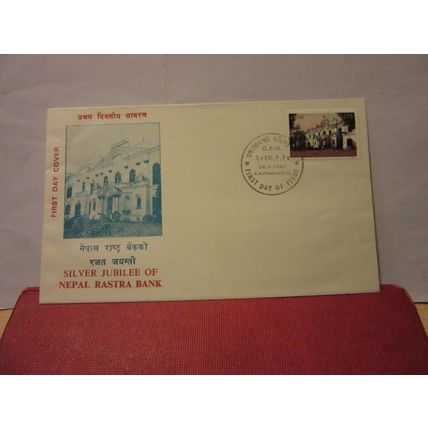 प्रथम दिवसीय आवरण
FIRST DAY COVER
नेपाल राष्ट्र बैंकको
रजत जयन्ती
SILVER JUBILEE OF
NEPAL RASTRA BANK
G.P.O.
KATHMANDU
FIRST DAY OF ISSUE